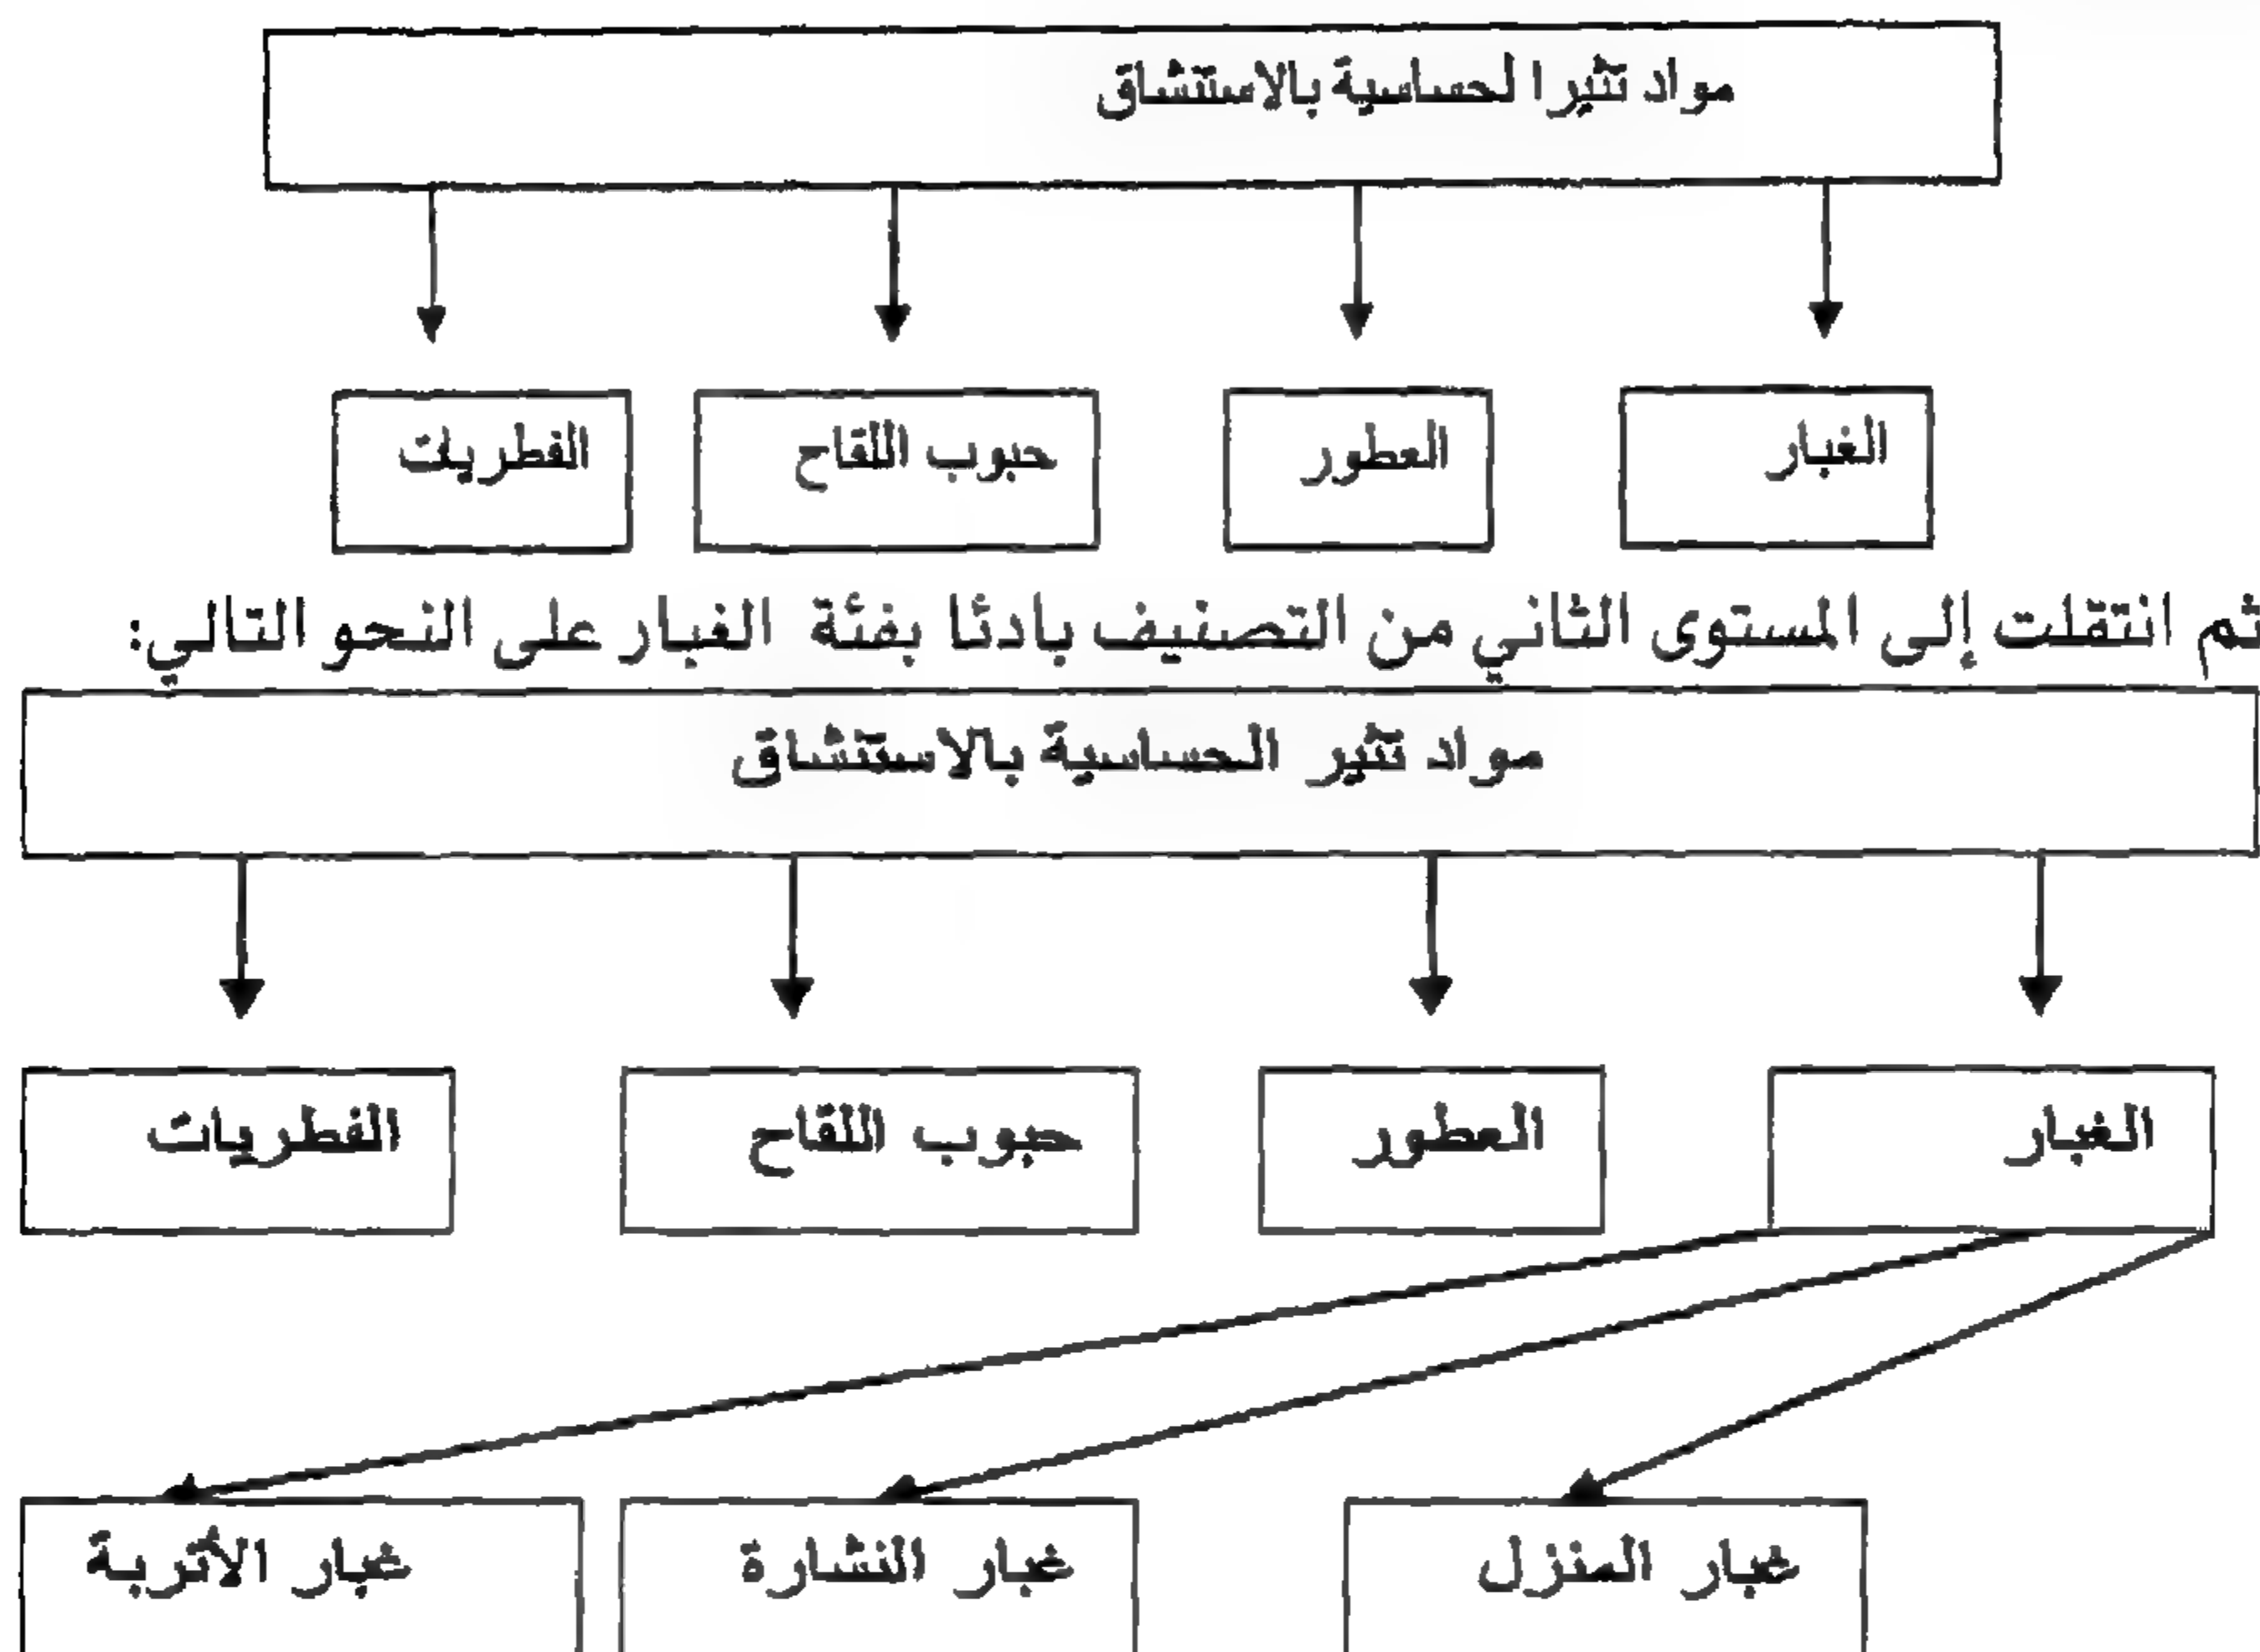 مواد تثيرا لحساسية بالاستنشاق
الغبار العطور حبوب اللقاح الفطريات
ثم انتقلت إلى المستوى الثاني من التصنيف بادئا بفئة الغبار على النحو التالي:
مواد تثير الحساسية بالاستنشاق
الغبار العطور حبوب اللقاح الفطريات
غبار المنزل غبار النشارة غبار الأتربة